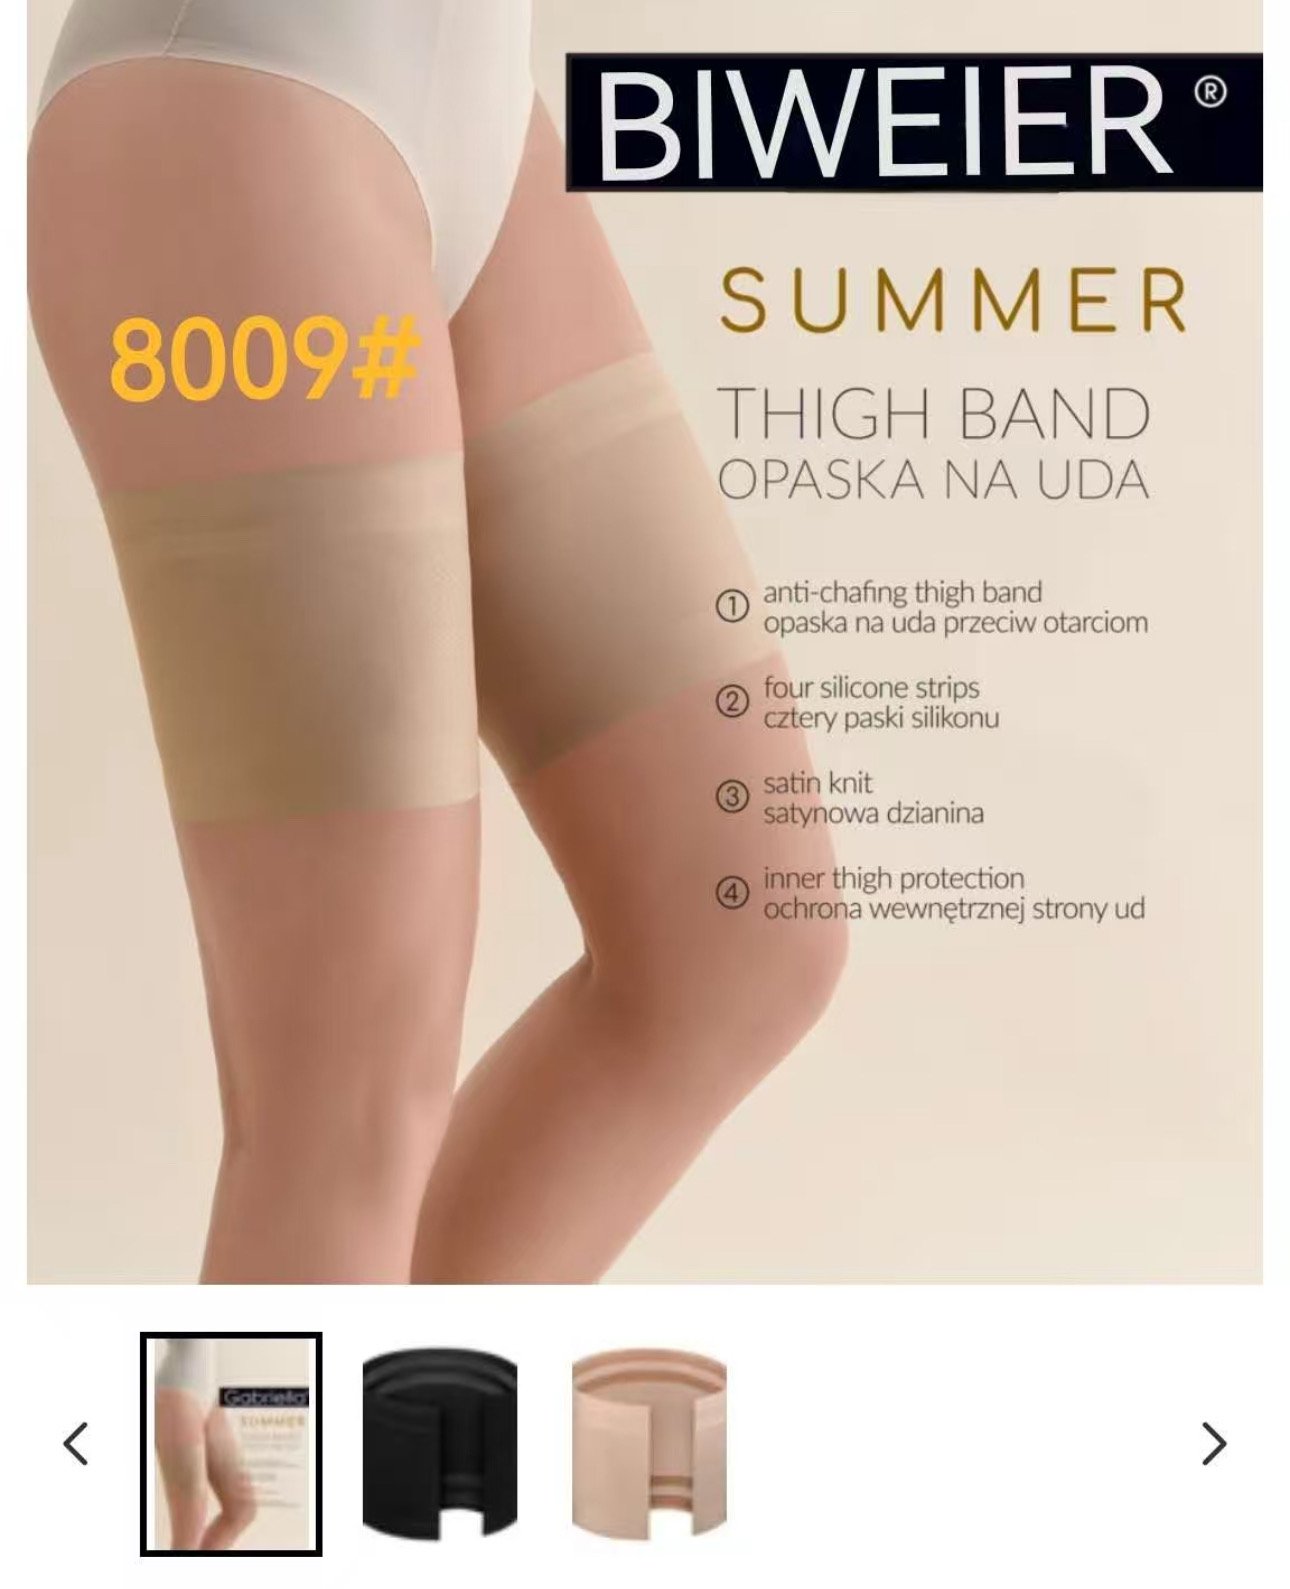 BIWEIER ®
SUMMER
8009#
THIGH BAND
OPASKA NA UDA
1 anti-chafing thigh band
opaska na uda przeciw otarciom
2 four silicone strips
cztery paski silikonu
3 satin knit
satynowa dzianina
4 inner thigh protection
ochrona wewnętrznej strony ud
Gabriella
SUMMER